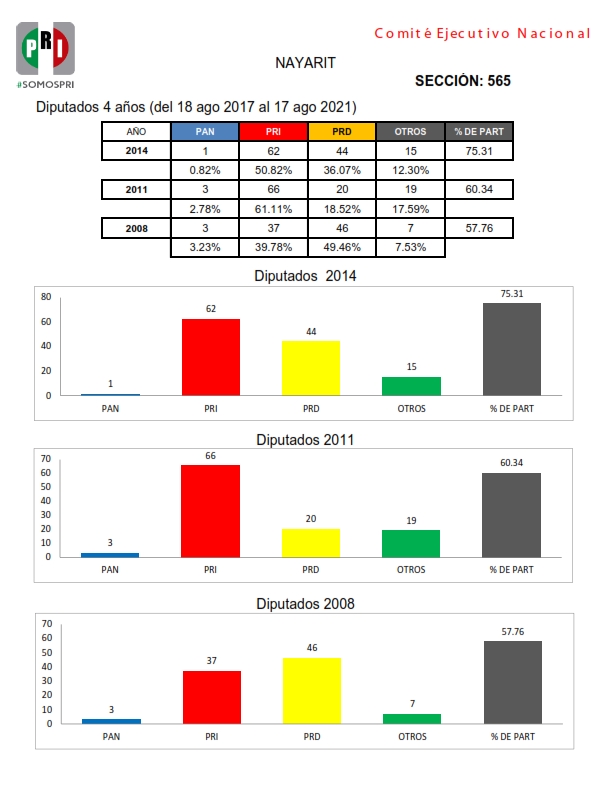 PRI
#SOMOSPRI
Comité Ejecutivo Nacional
NAYARIT
SECCIÓN: 565
Diputados 4 años (del 18 ago 2017 al 17 ago 2021)
AÑO PAN PRI PRD OTROS % DE PART
2014 1 62 44 15 75.31
0.82% 50.82% 36.07% 12.30%
2011 3 66 20 19 60.34
2.78% 61.11% 18.52% 17.59%
2008 3 37 46 7 57.76
3.23% 39.78% 49.46% 7.53%
Diputados 2014
80
60
40
20
0
1 62 44 15 75.31
PAN PRI PRD OTROS % DE PART
Diputados 2011
70
60
50
40
30
20
10
0
3 66 20 19 60.34
PAN PRI PRD OTROS % DE PART
Diputados 2008
70
60
50
40
30
20
10
0
3 37 46 7 57.76
PAN PRI PRD OTROS % DE PART